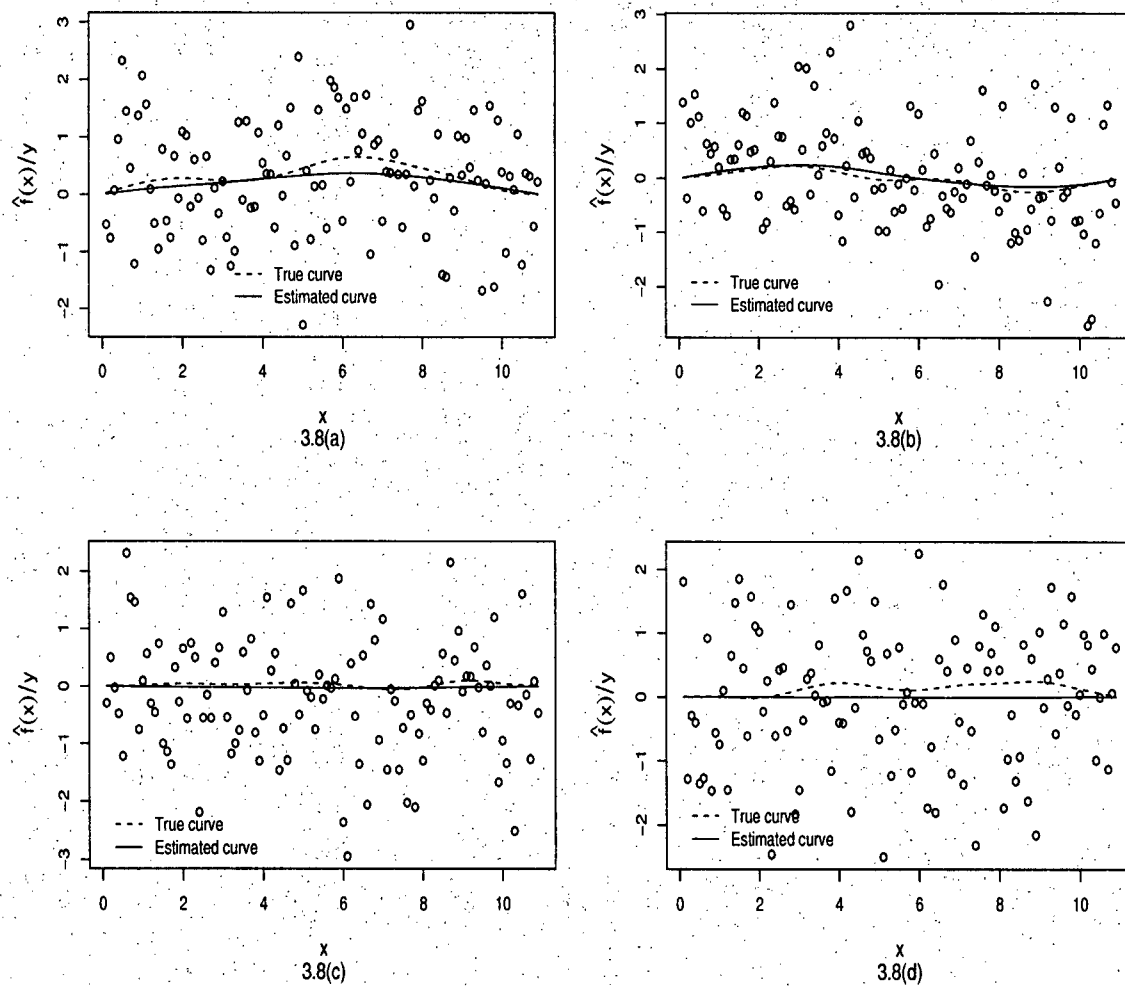 3
2
1
0
-1
-2
f̂(x)/y
True curve
Estimated curve
0 2 4 6 8 10
x
3.8(a)
3
2
1
0
-1
-2
f̂(x)/y
True curve
Estimated curve
0 2 4 6 8 10
x
3.8(b)
2
1
0
-1
-2
-3
f̂(x)/y
True curve
Estimated curve
0 2 4 6 8 10
x
3.8(c)
2
1
0
-1
-2
f̂(x)/y
True curve
Estimated curve
0 2 4 6 8 10
x
3.8(d)